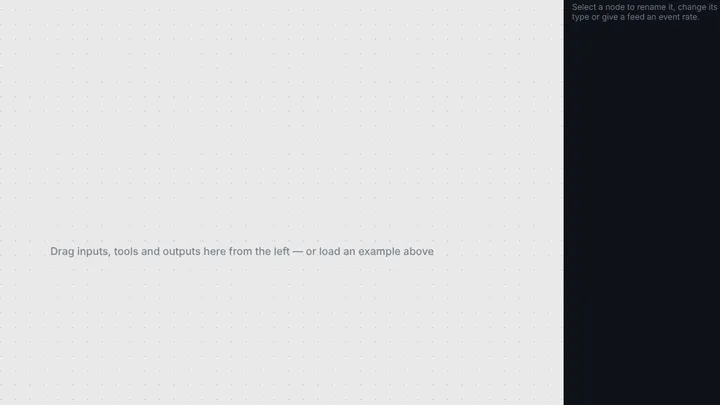 Select a node to rename it, change its
type or give a feed an event rate.
Drag inputs, tools and outputs here from the left — or load an example above